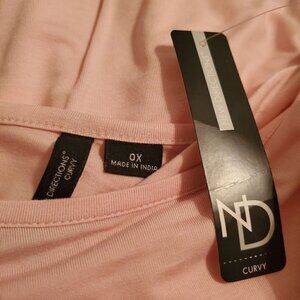 DIRECTIONS®
CURVY
0X
MADE IN INDIA
ND
CURVY